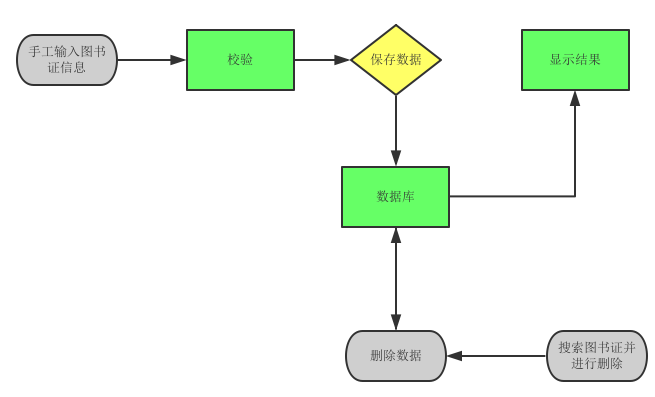 手工输入图书
证信息
校验
保存数据
显示结果
数据库
删除数据
搜索图书证并
进行删除